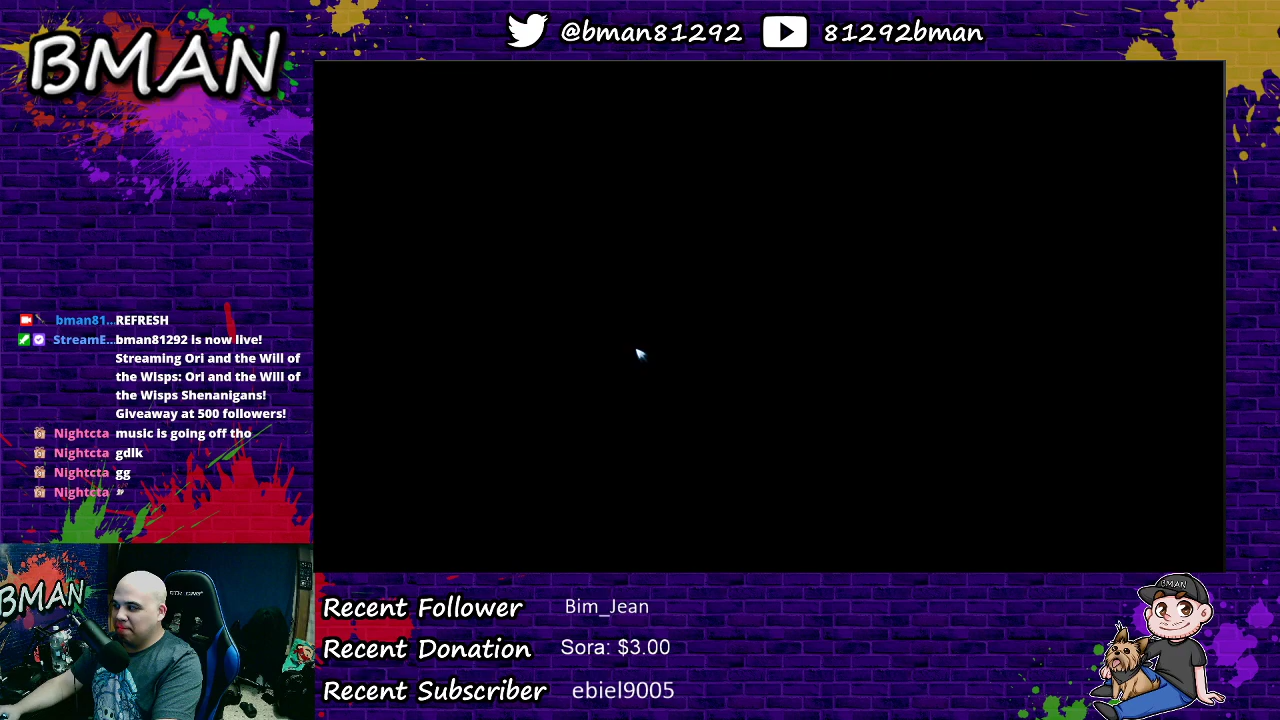 BMAN
@bman81292
81292bman
bman81... REFRESH
StreamE... bman81292 is now live!
Streaming Ori and the Will of
the Wisps: Ori and the Will of
the Wisps Shenanigans!
Giveaway at 500 followers!
Nightcta music is going off tho
Nightcta gdlk
Nightcta gg
Nightcta
BMAN
Recent Follower Bim_Jean
Recent Donation Sora: $3.00
Recent Subscriber ebiel9005
BMAN